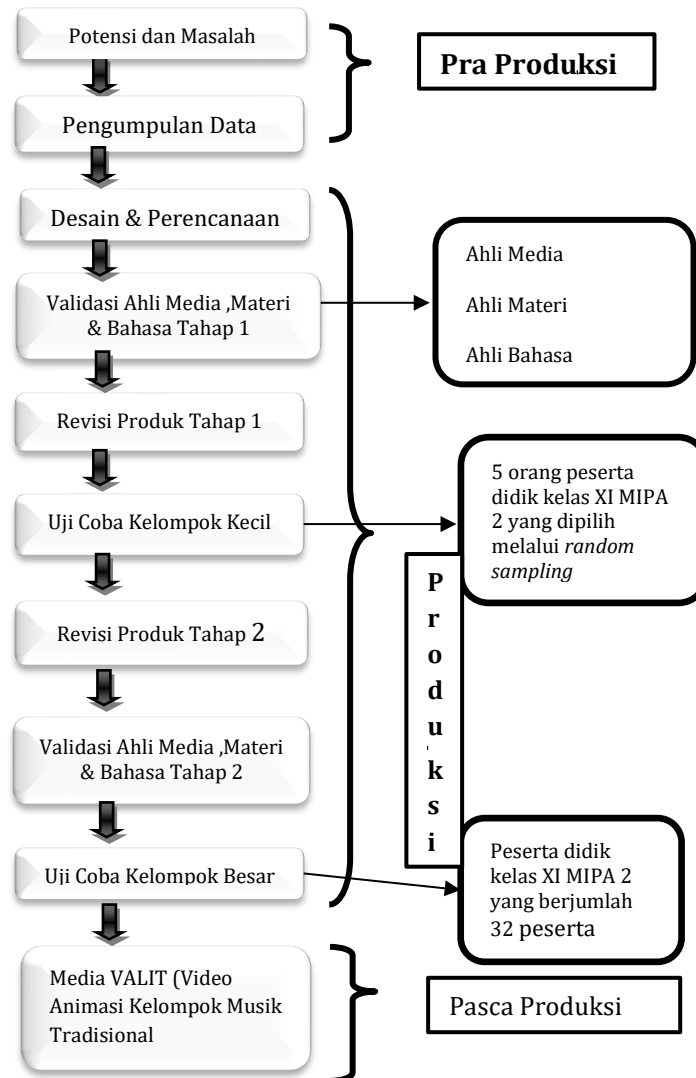 Potensi dan Masalah
Pra Produksi
Pengumpulan Data
Desain & Perencanaan
Validasi Ahli Media ,Materi
& Bahasa Tahap 1
Ahli Media
Ahli Materi
Ahli Bahasa
Revisi Produk Tahap 1
Uji Coba Kelompok Kecil
5 orang peserta
didik kelas XI MIPA
2 yang dipilih
melalui random
sampling
P
r
o
d
u
k
s
i
Revisi Produk Tahap 2
Validasi Ahli Media ,Materi
& Bahasa Tahap 2
Uji Coba Kelompok Besar
Peserta didik
kelas XI MIPA 2
yang berjumlah
32 peserta
Media VALIT (Video
Animasi Kelompok Musik
Tradisional
Pasca Produksi